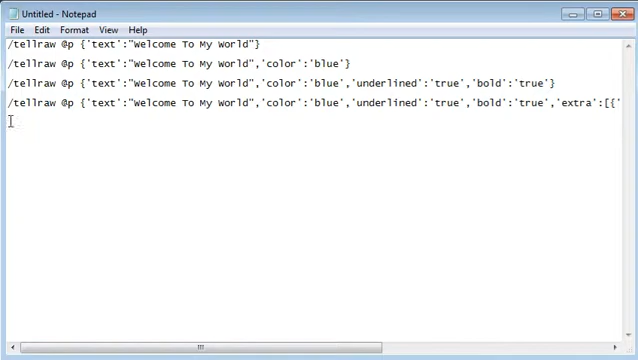 Untitled - Notepad
File Edit Format View Help
/tellraw @p {'text':"Welcome To My World"}
/tellraw @p {'text':"Welcome To My World",'color':'blue'}
/tellraw @p {'text':"Welcome To My World",'color':'blue','underlined':'true','bold':'true'}
/tellraw @p {'text':"Welcome To My World",'color':'blue','underlined':'true','bold':'true','extra':[{'